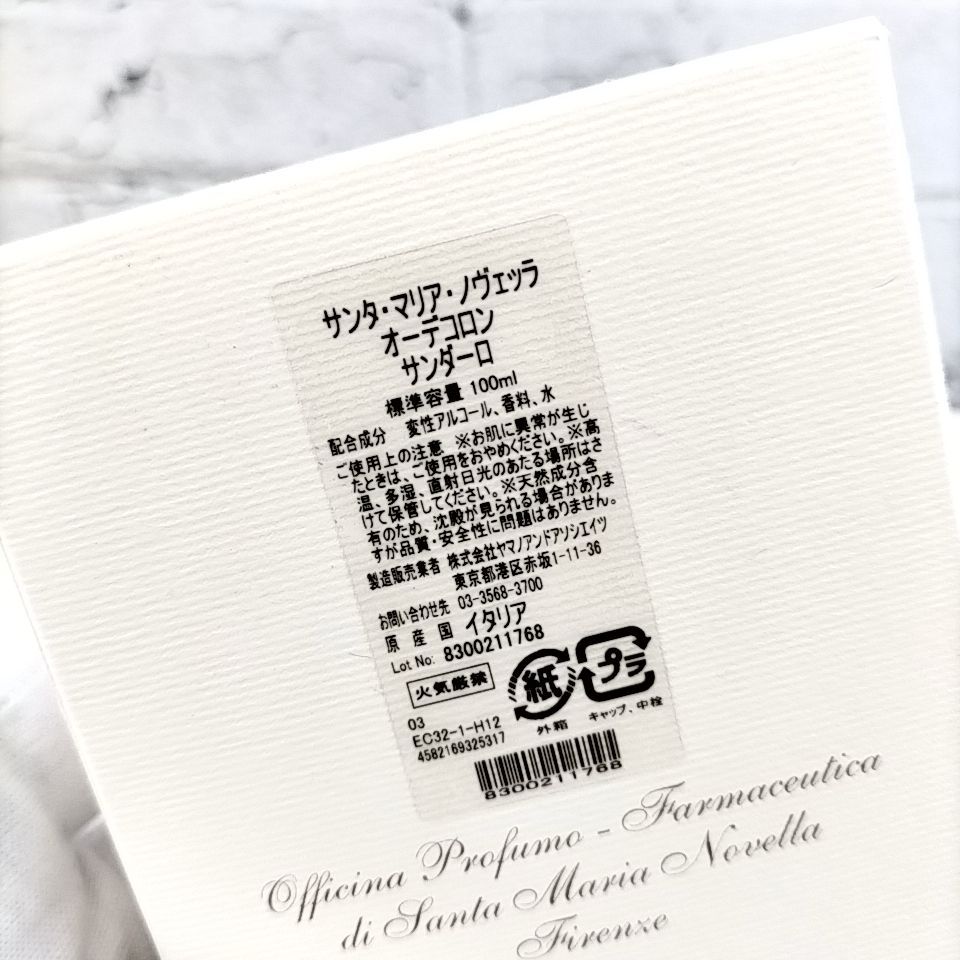 サンタ・マリア・ノヴェッラ
オーデコロン
サンダーロ
標準容量 100ml
配合成分 変性アルコール、香料、水
ご使用上の注意 ※お肌に異常が生じ
たときは、ご使用をおやめください。※高
温、多湿、直射日光のあたる場所はさ
けて保管してください。※天然成分含
有のため、沈殿が見られる場合がありま
すが品質・安全性に問題はありません。
製造販売業者 株式会社ヤマノアンドアソシエイツ
東京都港区赤坂1-11-36
お問い合わせ先 03-3568-3700
原産国 イタリア
Lot No: 8300211768
火気厳禁
紙
プラ
外箱
キャップ、中栓
03
EC32-1-H12
4582169325317
8300211768
Officina Profumo - Farmaceutica
di Santa Maria Novella
Firenze